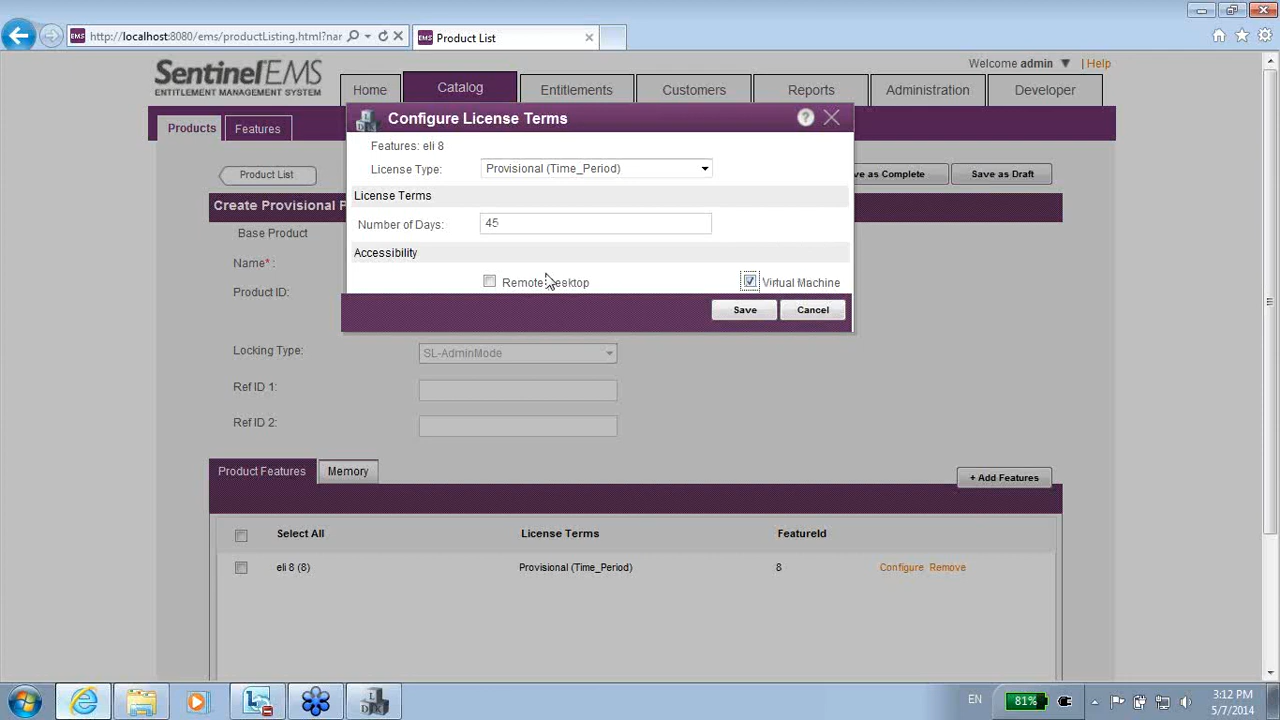 http://localhost:8080/ems/productListing.html?nar
EMS Product List
SentinelEMS
ENTITLEMENT MANAGEMENT SYSTEM
Welcome admin | Help
Home Catalog Entitlements Customers Reports Administration Developer
Products Features
Configure License Terms
Features: eli 8
License Type: Provisional (Time_Period)
License Terms
Number of Days: 45
Accessibility
Remote Desktop Virtual Machine
Save Cancel
Product List ve as Complete Save as Draft
Create Provisional P
Base Product
Name*:
Product ID:
Locking Type: SL-AdminMode
Ref ID 1:
Ref ID 2:
Product Features Memory
+ Add Features
Select All License Terms FeatureId
eli 8 (8) Provisional (Time_Period) 8 Configure Remove
EN 81% 3:12 PM
5/7/2014